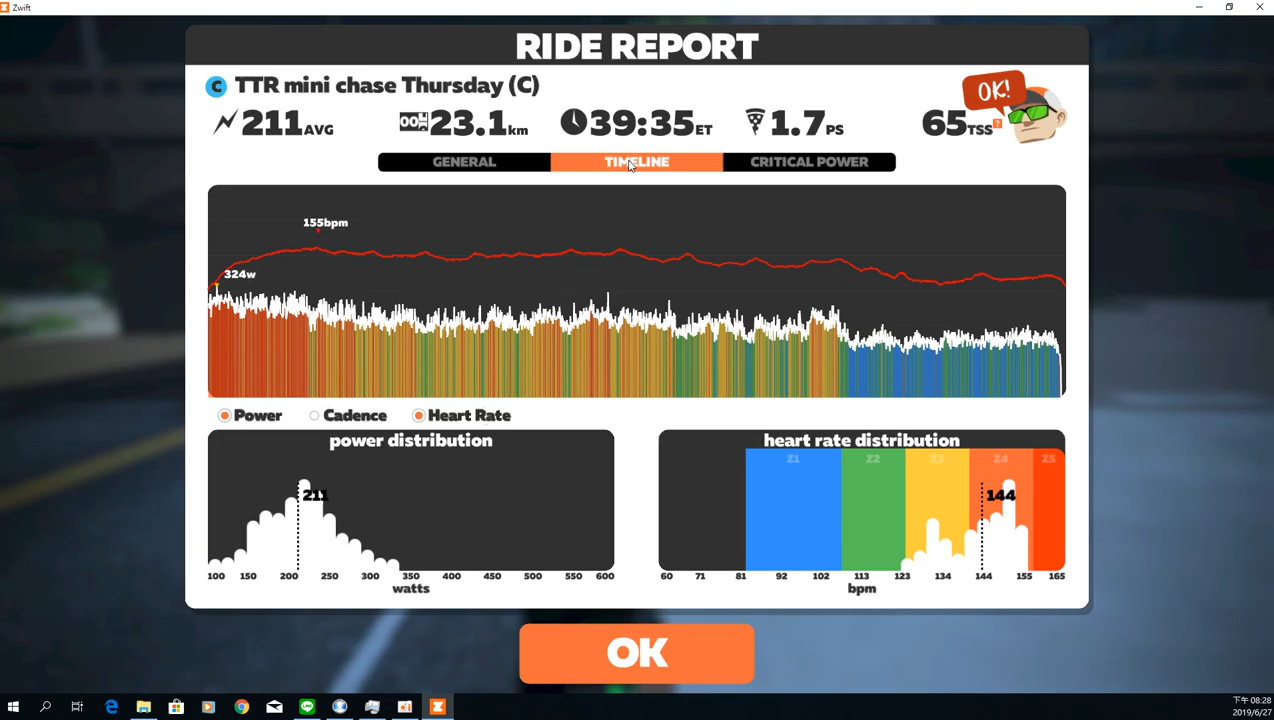 Zwift
RIDE REPORT
C TTR mini chase Thursday (C)
OK!
211AVG 23.1km 39:35ET 1.7PS 65TSS ?
GENERAL TIMELINE CRITICAL POWER
155bpm
324w
Power Cadence Heart Rate
power distribution
211
100 150 200 250 300 350 400 450 500 550 600
watts
heart rate distribution
Z1 Z2 Z3 Z4 Z5
144
60 71 81 92 102 113 123 134 144 155 165
bpm
OK
下午 08:28
2019/6/27